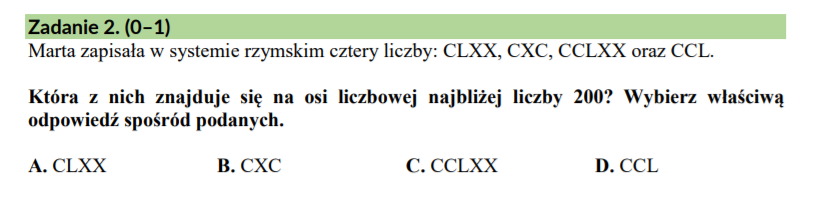 Zadanie 2. (0–1)
Marta zapisała w systemie rzymskim cztery liczby: CLXX, CXC, CCLXX oraz CCL.
Która z nich znajduje się na osi liczbowej najbliżej liczby 200? Wybierz właściwą
odpowiedź spośród podanych.
A. CLXX B. CXC C. CCLXX D. CCL